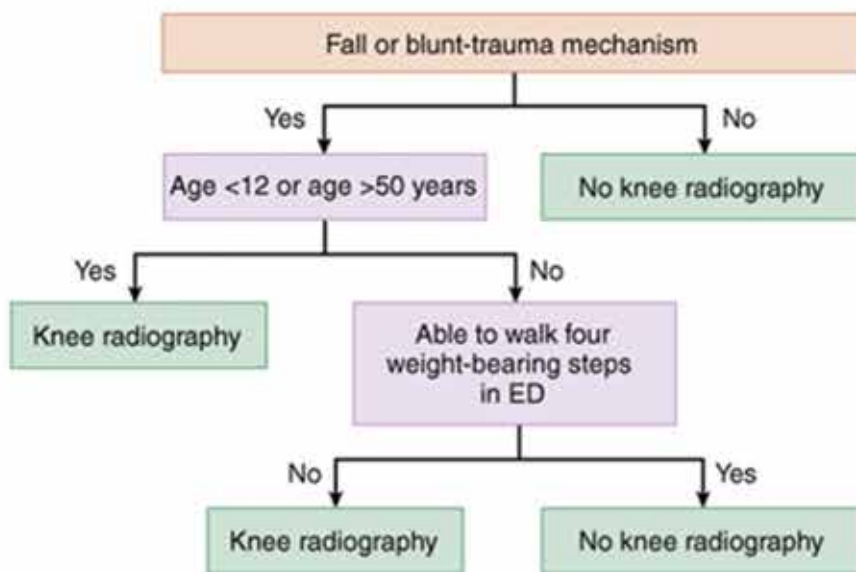 Fall or blunt-trauma mechanism
Yes
No
Age <12 or age >50 years
No knee radiography
Yes
No
Knee radiography
Able to walk four
weight-bearing steps
in ED
No
Yes
Knee radiography
No knee radiography